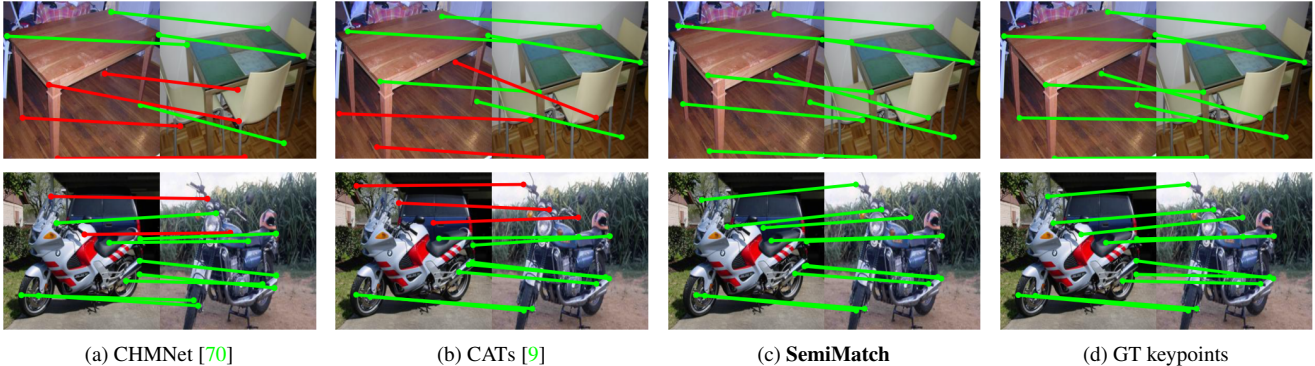 (a) CHMNet [70]
(b) CATs [9]
(c) SemiMatch
(d) GT keypoints